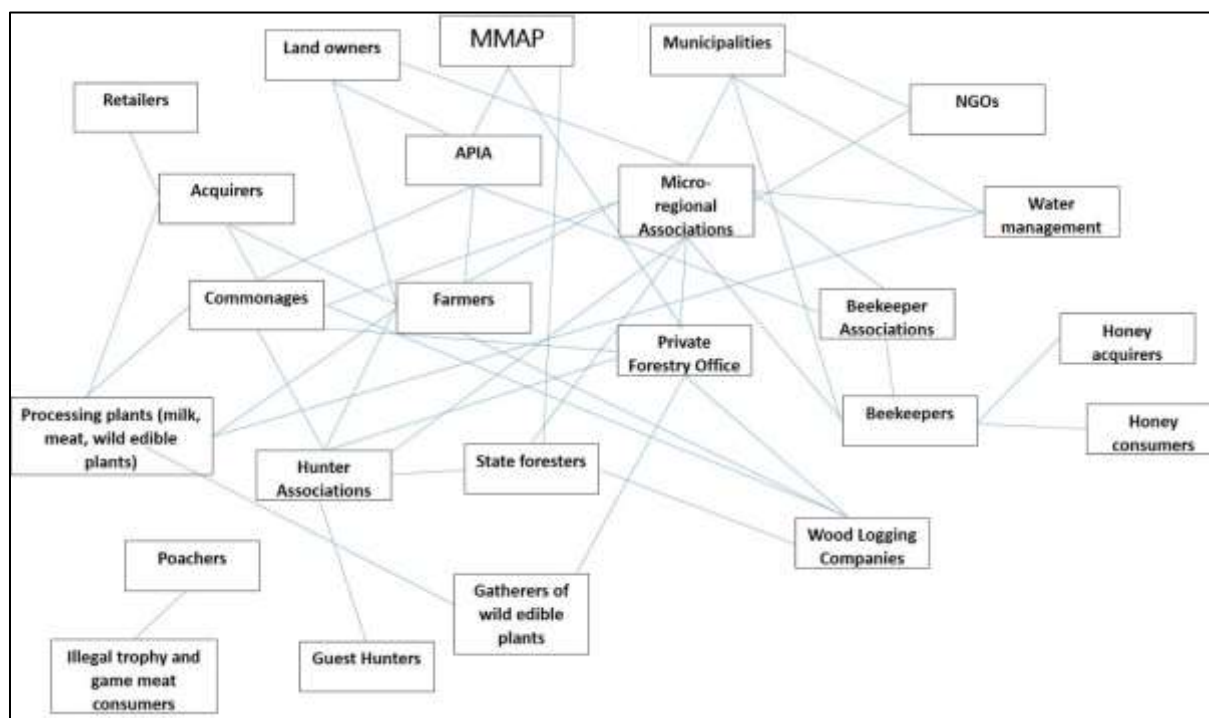 MMAP
Land owners
Municipalities
Retailers
NGOs
APIA
Acquirers
Micro-
regional
Associations
Water
management
Commonages
Farmers
Beekeeper
Associations
Private
Forestry Office
Honey
acquirers
Processing plants (milk,
meat, wild edible
plants)
Beekeepers
Honey
consumers
Hunter
Associations
State foresters
Wood Logging
Companies
Poachers
Gatherers of
wild edible
plants
Illegal trophy and
game meat
consumers
Guest Hunters